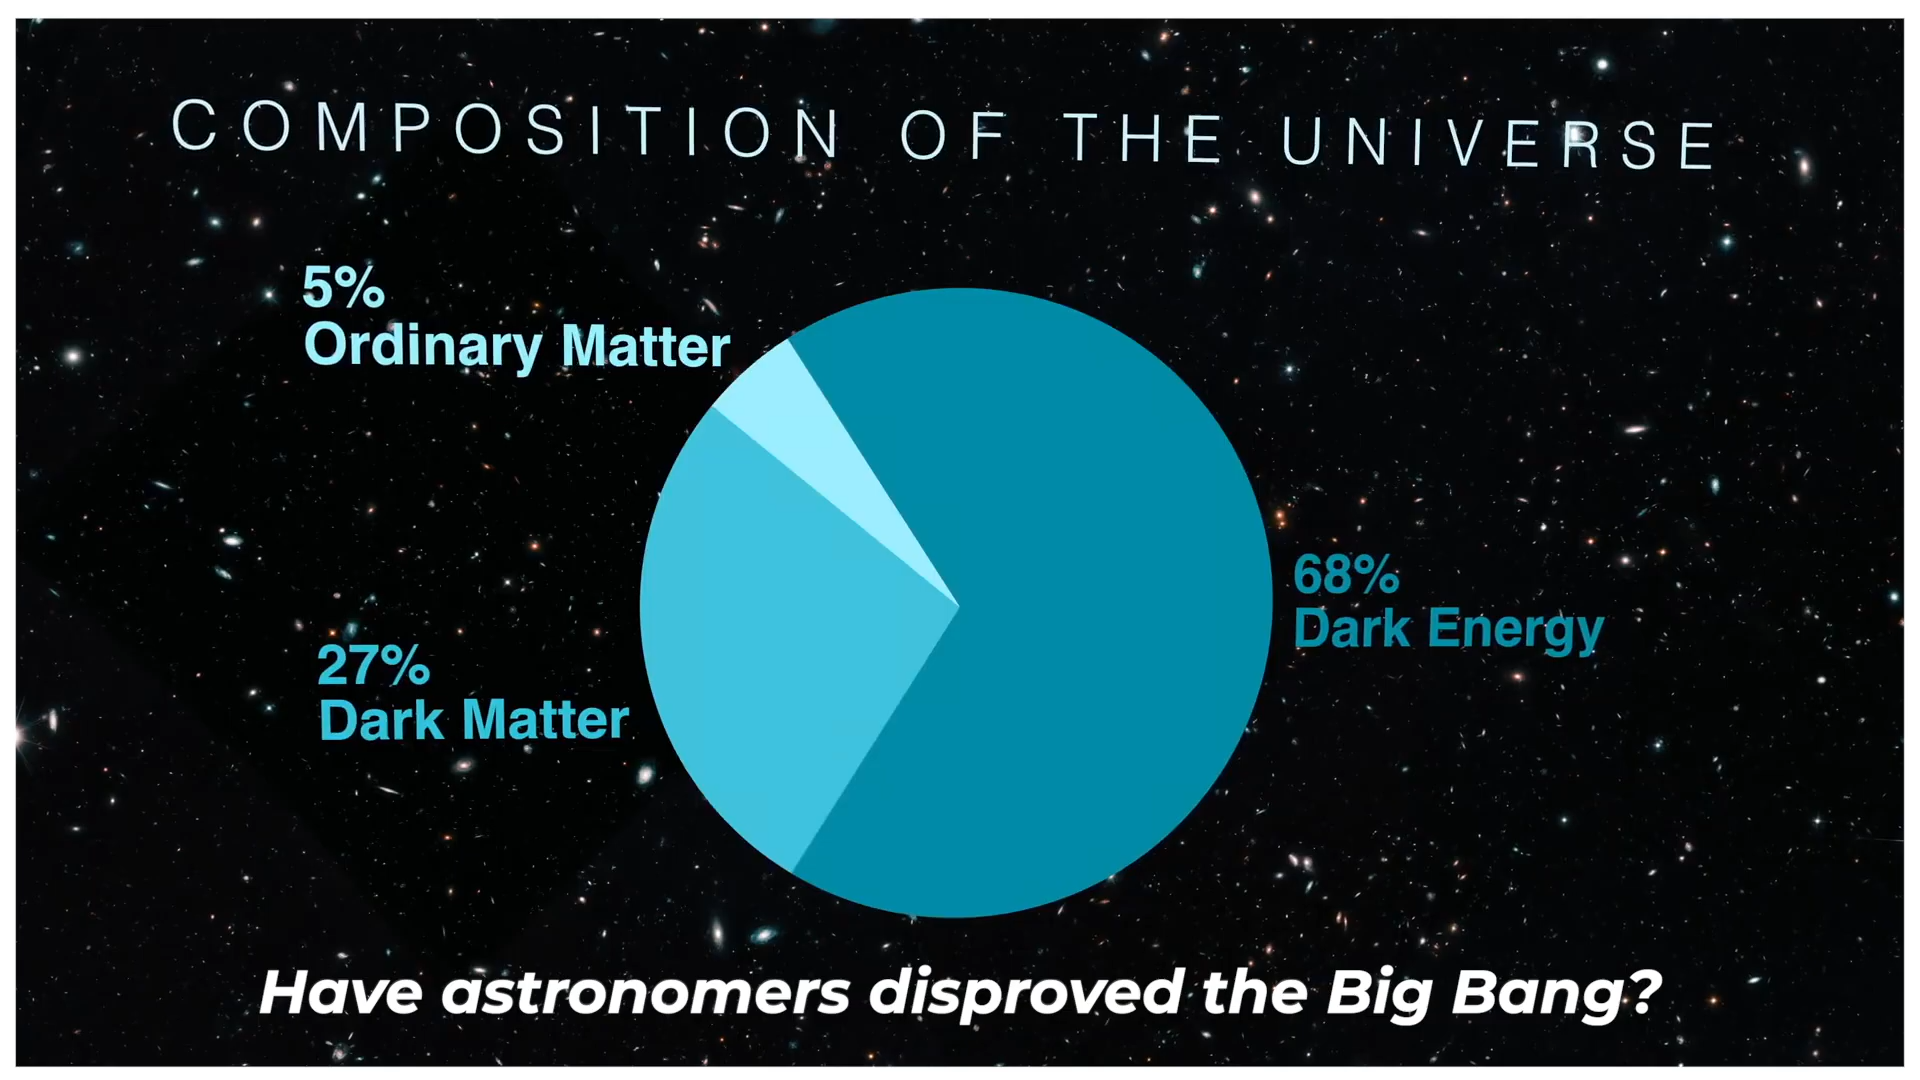 COMPOSITION OF THE UNIVERSE
5%
Ordinary Matter
27%
Dark Matter
68%
Dark Energy
Have astronomers disproved the Big Bang?